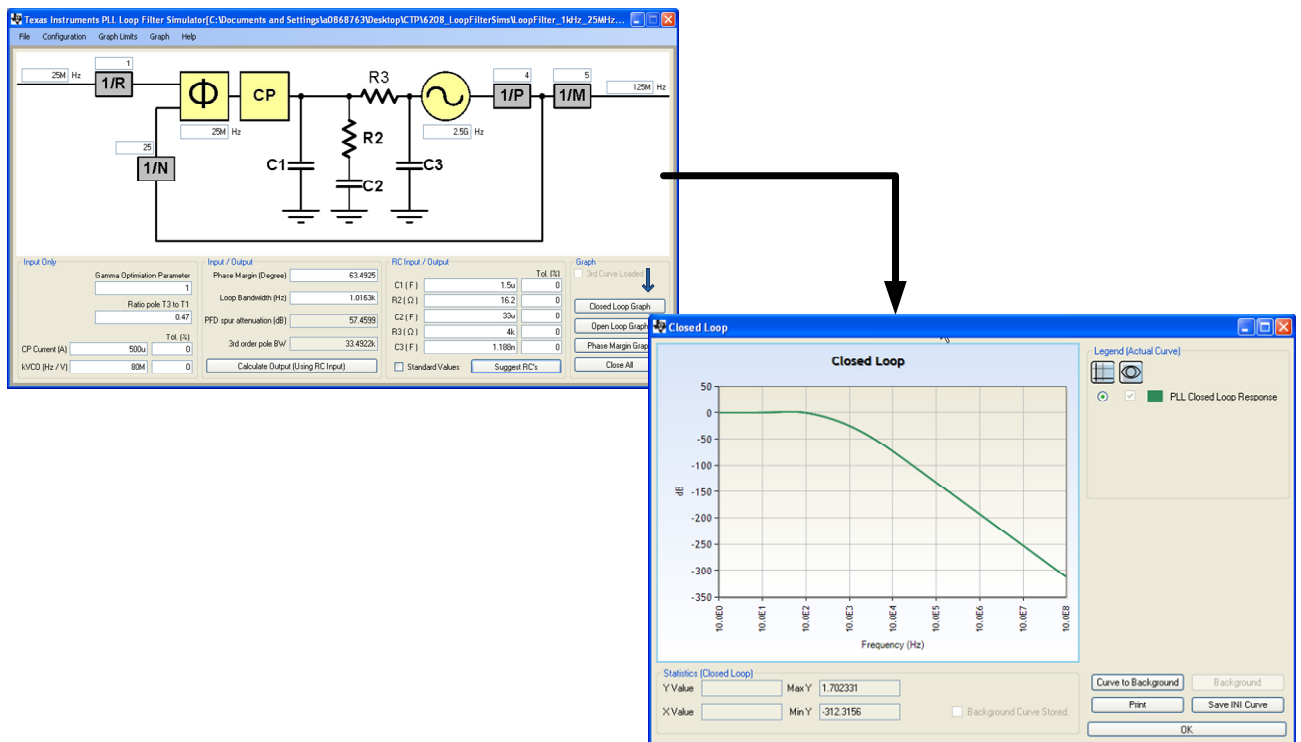 Texas Instruments PLL Loop Filter Simulator[C:\Documents and Settings\a0868763\Desktop\CTP\6208_LoopFilterSims\LoopFilter_1kHz_25MHz...
File Configuration Graph Limits Graph Help
25M Hz
1
1/R
Φ
CP
25M Hz
25
1/N
R3
R2
C1
C2
C3
2.5G Hz
4
1/P
5
1/M
125M Hz
Input Only
Gamma Optimiation Parameter
1
Ratio pole T3 to T1
0.47
Tol. (%)
CP Current (A) 500u 0
kVCO (Hz / V) 80M 0
Input / Output
Phase Margin (Degree) 63.4925
Loop Bandwidth (Hz) 1.0163k
PFD spur attenuation (dB) 57.4599
3rd order pole BW 33.4922k
Calculate Output (Using RC Input)
RC Input / Output
Tol. (%)
C1 ( F ) 1.5u 0
R2 ( Ω ) 16.2 0
C2 ( F ) 33u 0
R3 ( Ω ) 4k 0
C3 ( F ) 1.188n 0
Standard Values Suggest RC's
Graph
3rd Curve Loaded
Closed Loop Graph
Open Loop Graph
Phase Margin Grap
Close All
Closed Loop
Closed Loop
50
0
-50
-100
-150
-200
-250
-300
-350
dB
10.0E0 10.0E1 10.0E2 10.0E3 10.0E4 10.0E5 10.0E6 10.0E7 10.0E8
Frequency (Hz)
Legend (Actual Curve)
PLL Closed Loop Response
Statistics (Closed Loop)
Y Value Max Y 1.702331
X Value Min Y -312.3156
Background Curve Stored.
Curve to Background Background
Print Save INI Curve
OK